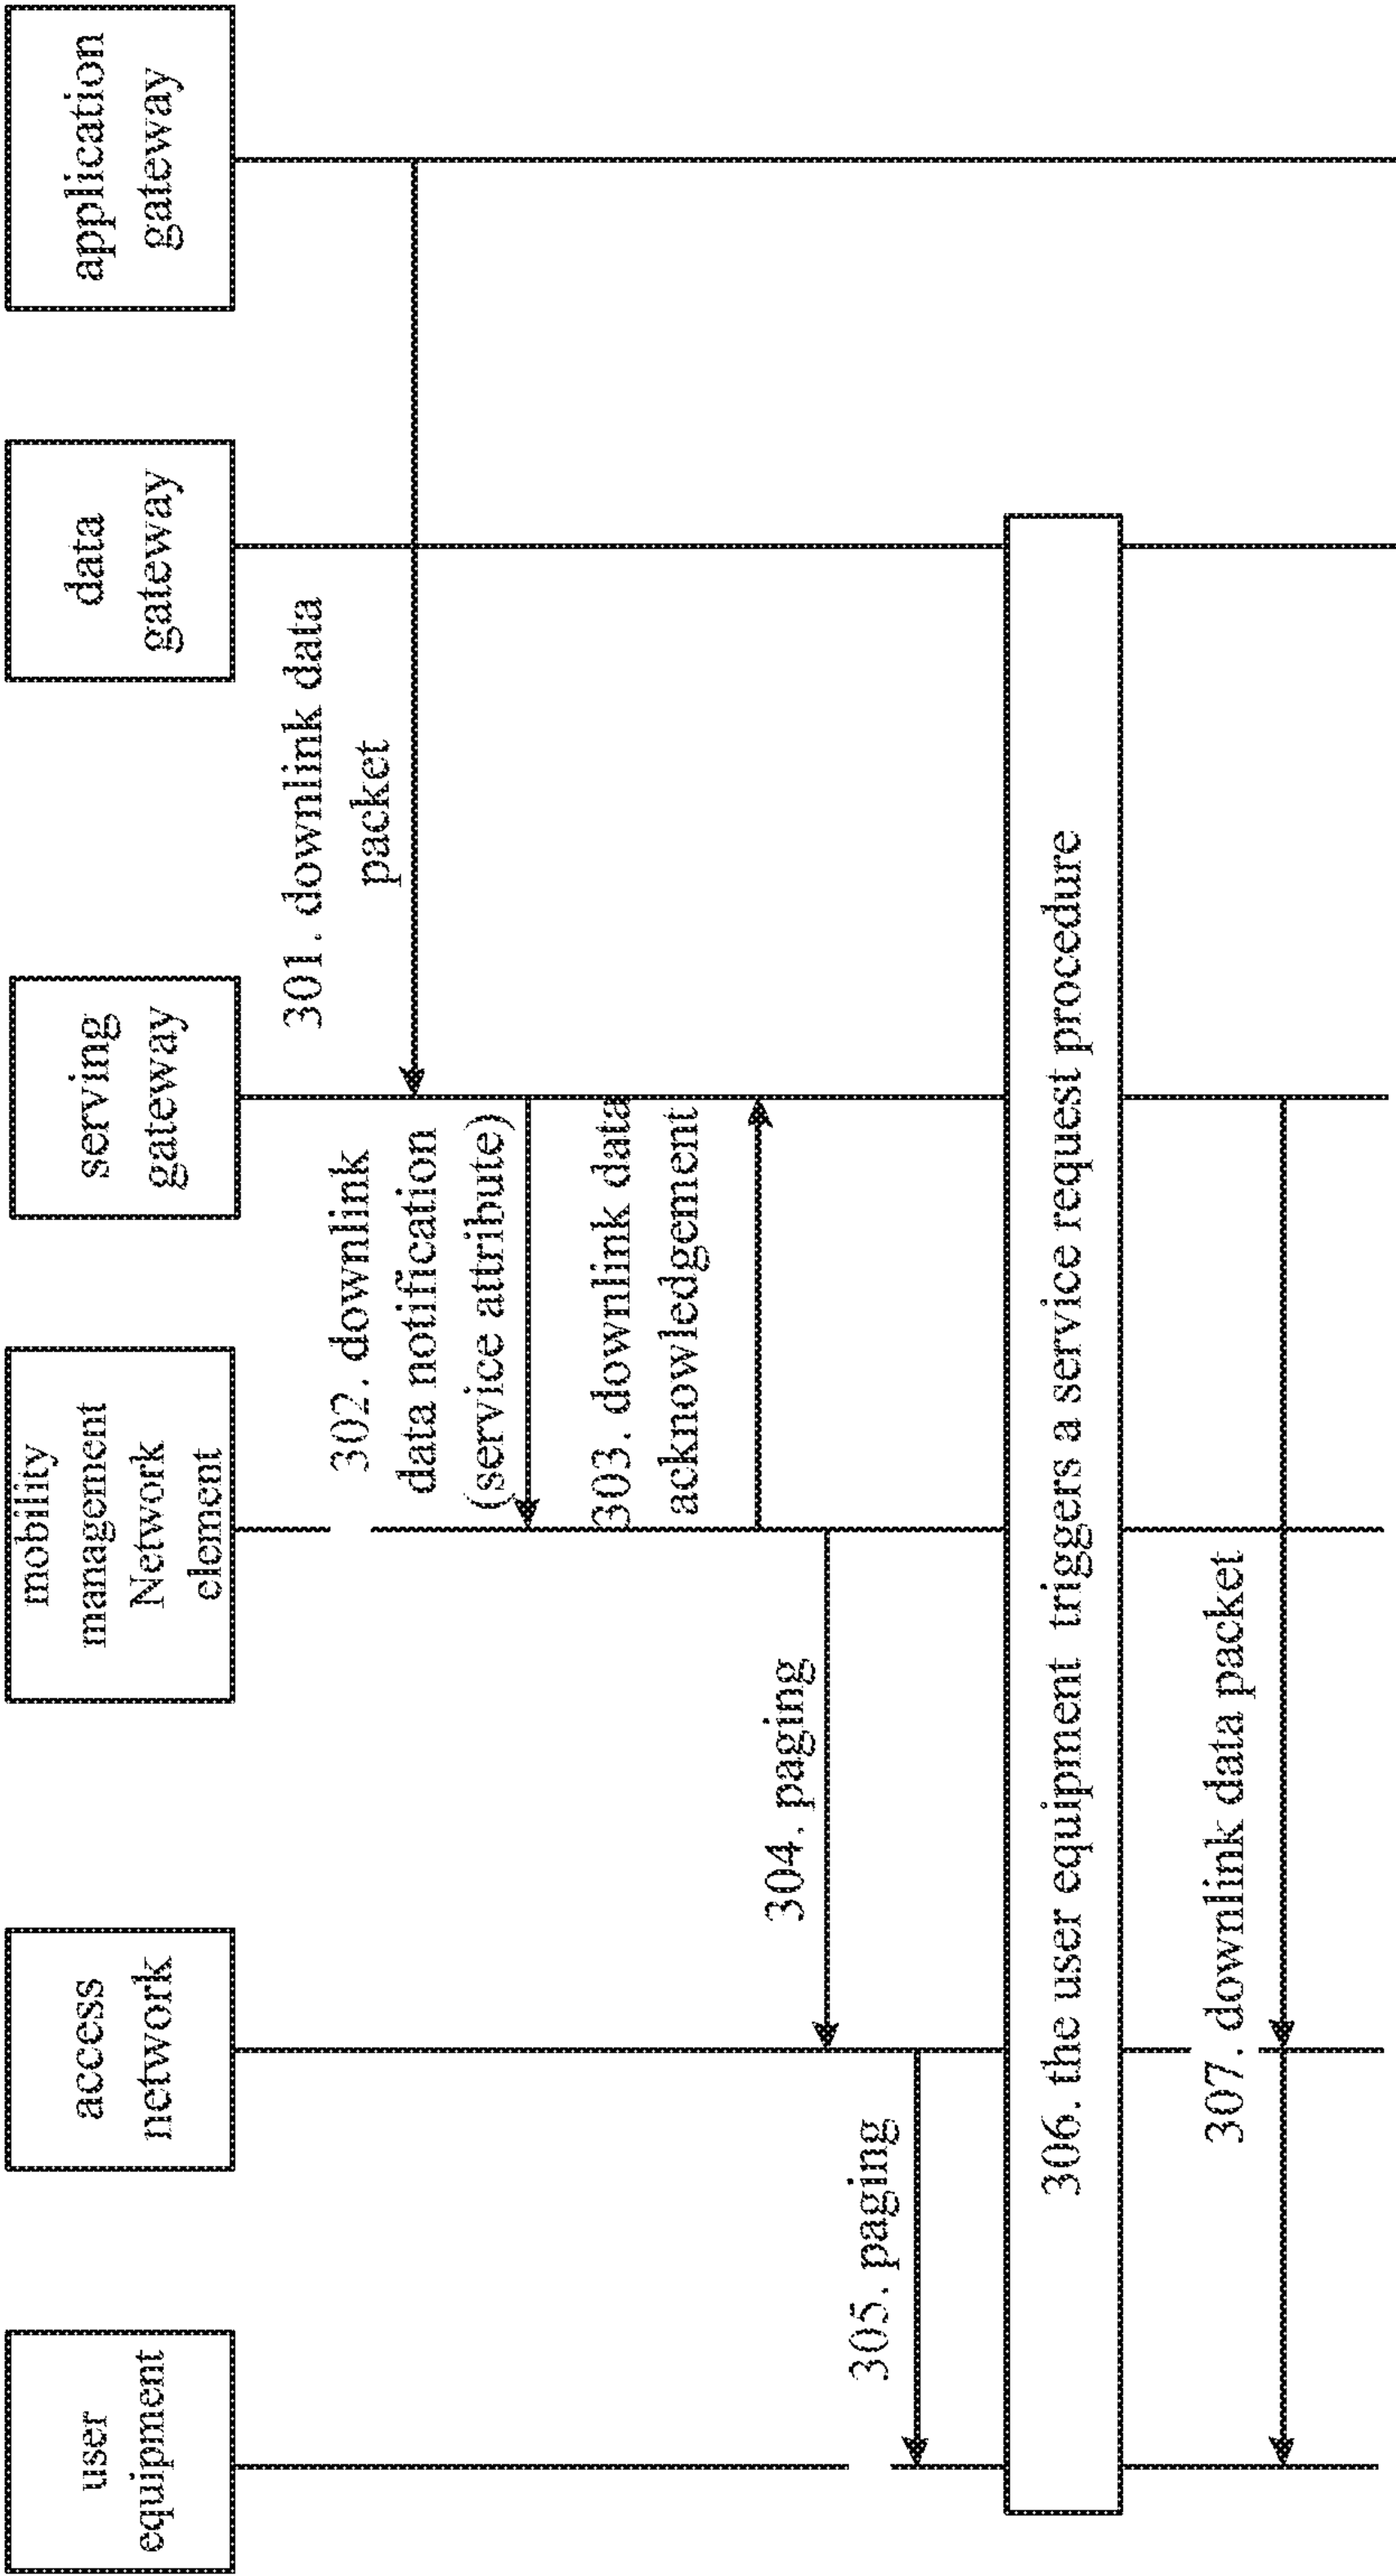 user
equipment
access
network
mobility
management
Network
element
serving
gateway
data
gateway
application
gateway
301. downlink data
packet
302. downlink
data notification
(service attribute)
303. downlink data
acknowledgement
304. paging
305. paging
306. the user equipment triggers a service request procedure
307. downlink data packet